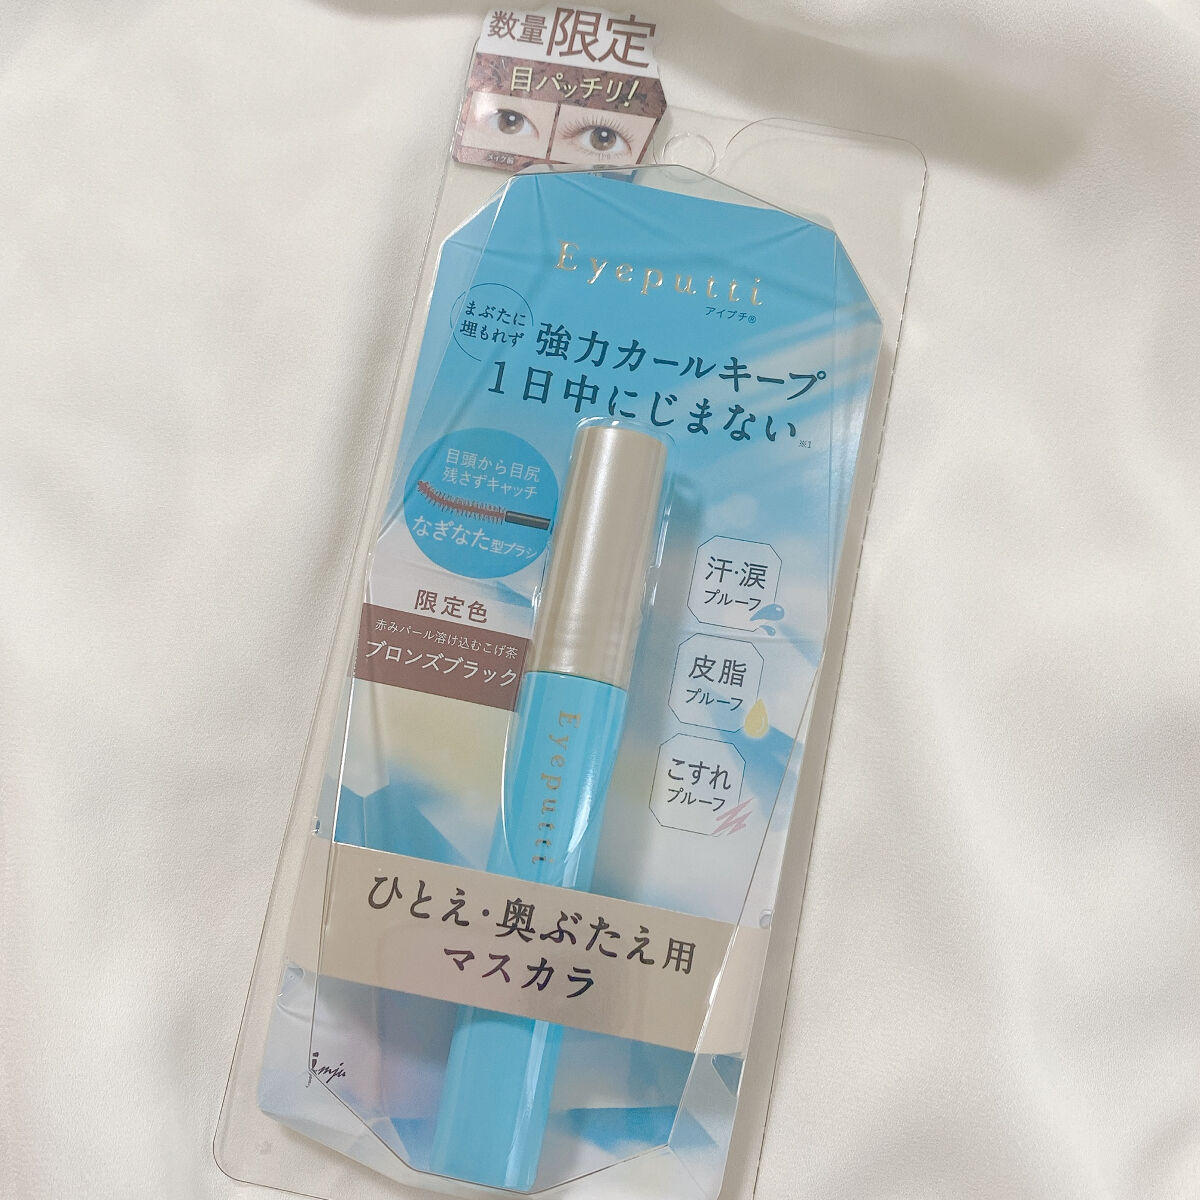 数量限定
目パッチリ!
メイク前
Eyeputti
アイプチ®
まぶたに
埋もれず
強力カールキープ
1日中にじまない※1
目頭から目尻
残さずキャッチ
なぎなた型ブラシ
限定色
赤みパール溶け込むこげ茶
ブロンズブラック
汗・涙
プルーフ
皮脂
プルーフ
こすれ
プルーフ
Eyeputti
ひとえ・奥ぶたえ用
マスカラ
imju